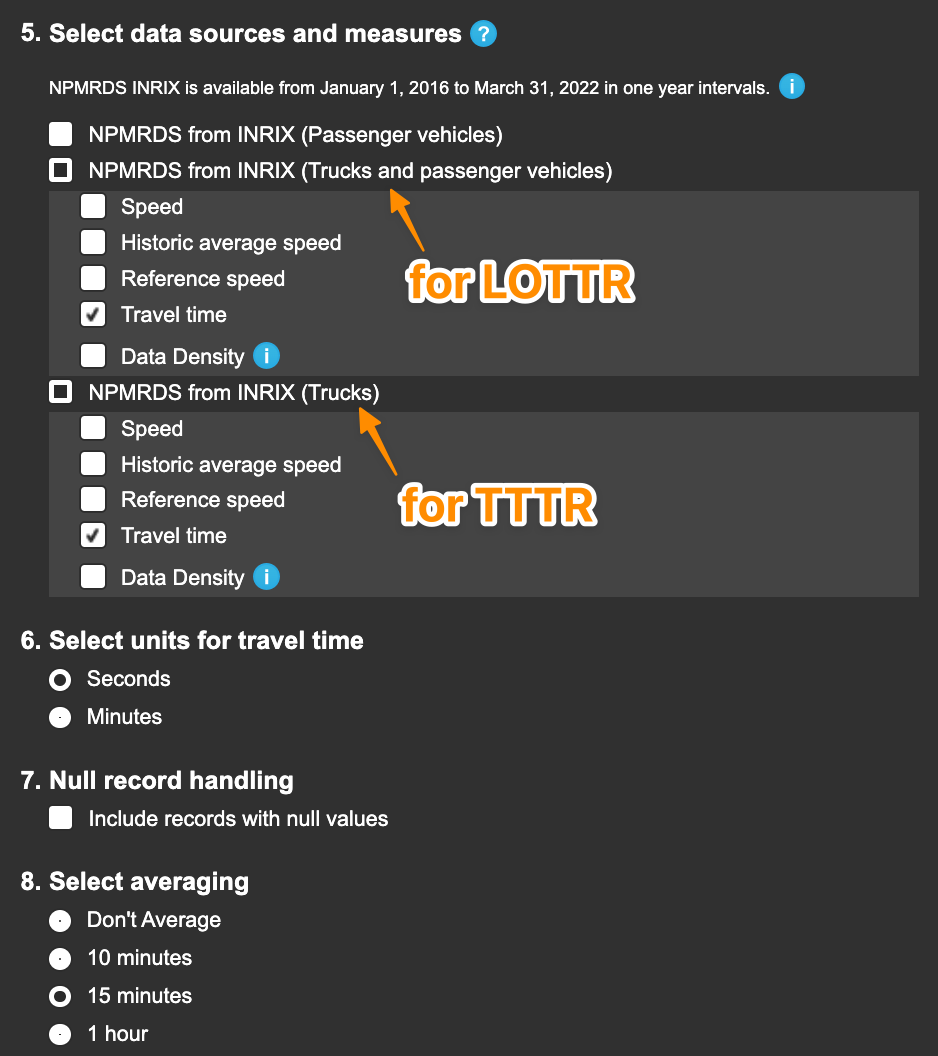 5. Select data sources and measures ?
NPMRDS INRIX is available from January 1, 2016 to March 31, 2022 in one year intervals. i
NPMRDS from INRIX (Passenger vehicles)
NPMRDS from INRIX (Trucks and passenger vehicles)
Speed
Historic average speed
for LOTTR
Reference speed
Travel time
Data Density i
NPMRDS from INRIX (Trucks)
Speed
Historic average speed
Reference speed
for TTTR
Travel time
Data Density i
6. Select units for travel time
Seconds
Minutes
7. Null record handling
Include records with null values
8. Select averaging
Don't Average
10 minutes
15 minutes
1 hour